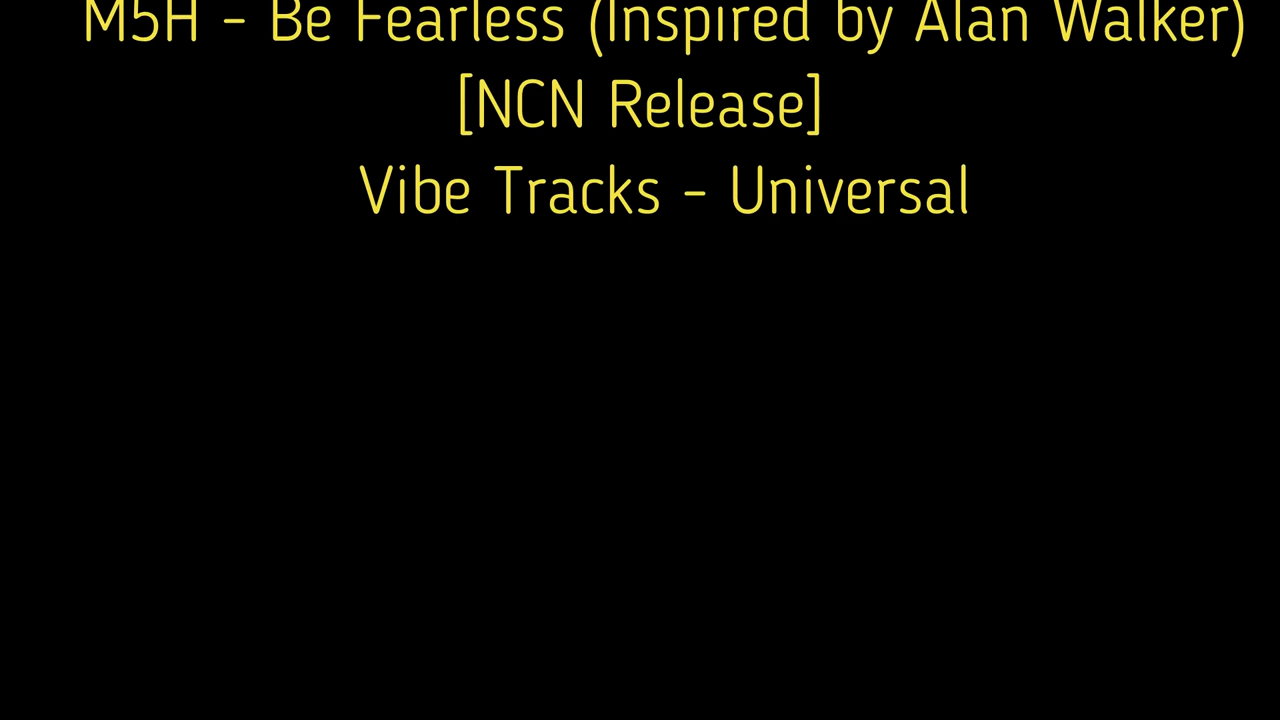 M5H - Be Fearless (Inspired by Alan Walker)
[NCN Release]
Vibe Tracks - Universal